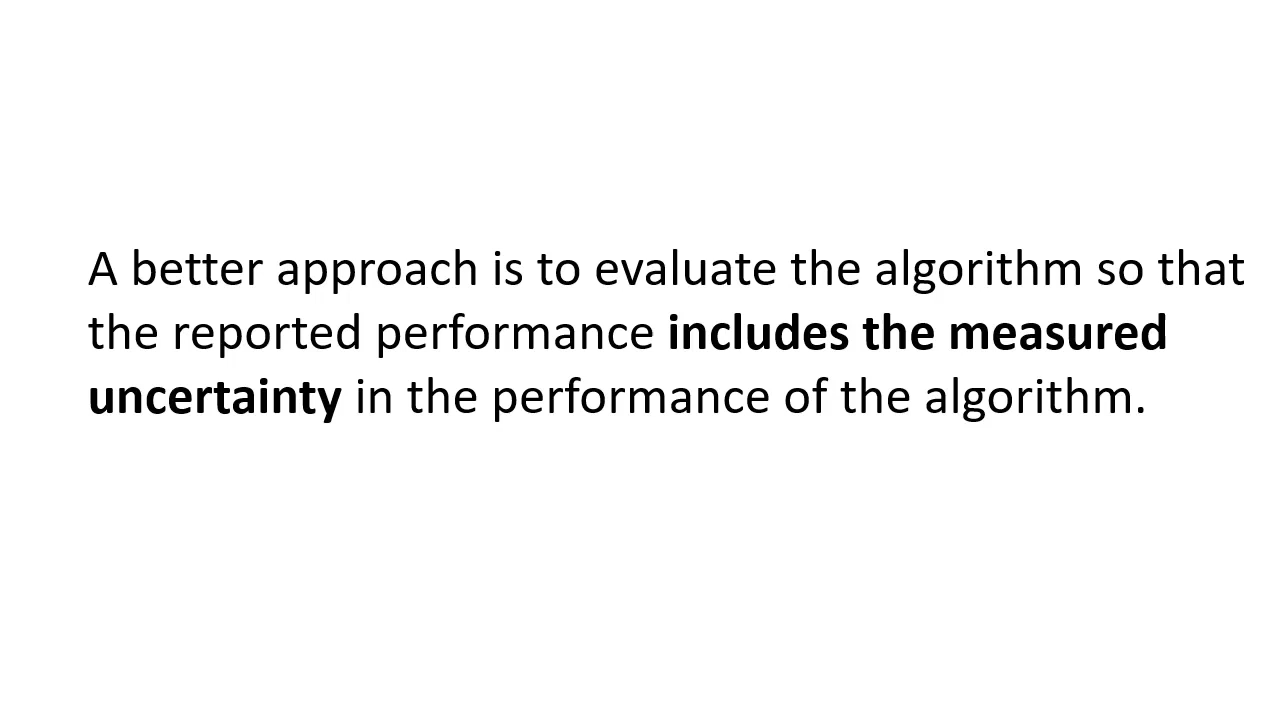 A better approach is to evaluate the algorithm so that
the reported performance includes the measured
uncertainty in the performance of the algorithm.